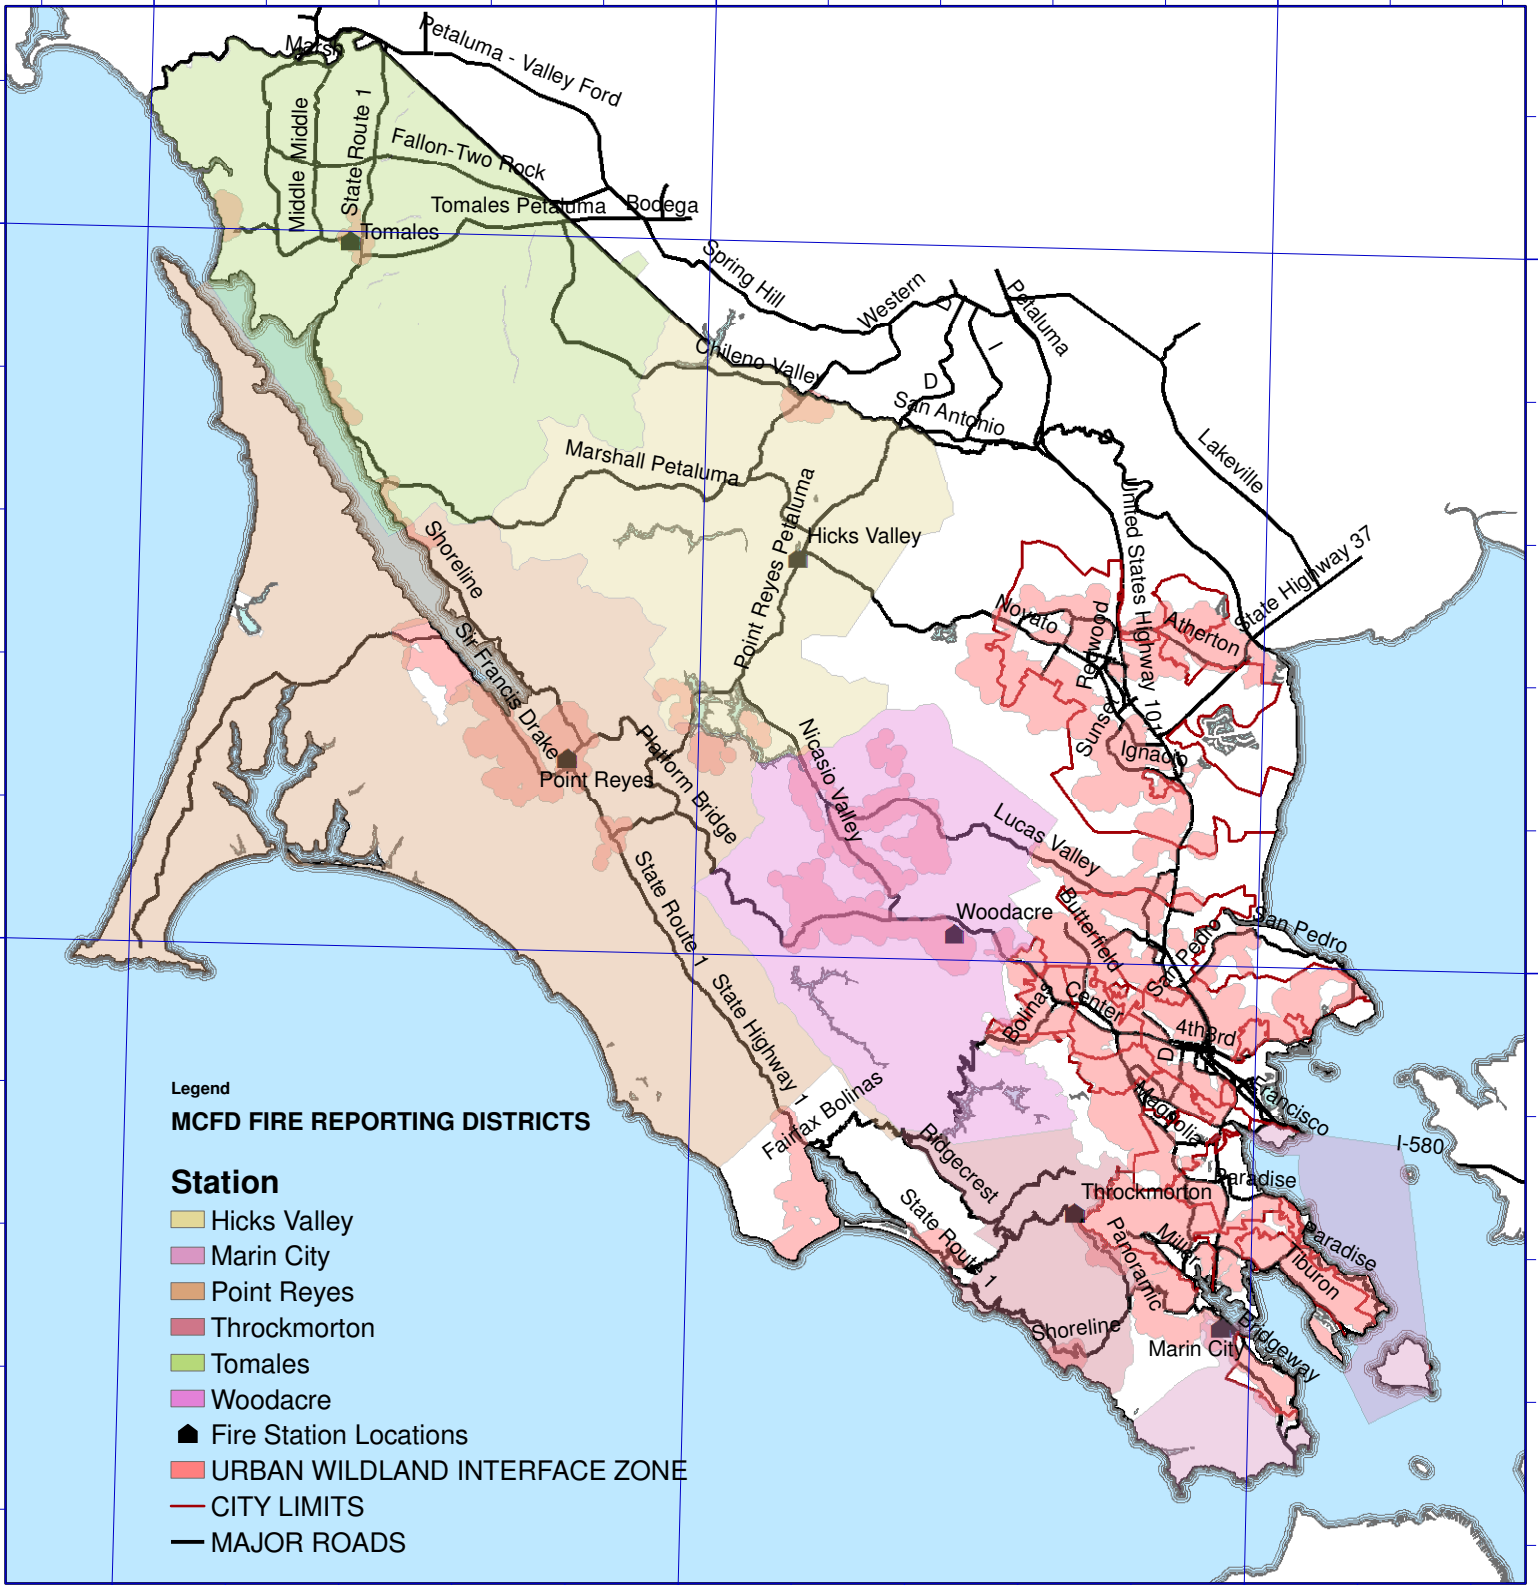 Marsh
Petaluma - Valley Ford
Middle Middle
State Route 1
Fallon-Two Rock
Tomales Petaluma
Bodega
Tomales
Spring Hill
Western
D
Petaluma
I
Chileno Valley
D
San Antonio
Lakeville
Marshall Petaluma
Point Reyes Petaluma
United States Highway 101
Hicks Valley
Shoreline
State Highway 37
Novato
Redwood
Atherton
Sir Francis Drake
Sunset
Ignacio
Point Reyes
Platform Bridge
Nicasio Valley
Lucas Valley
State Route 1
Woodacre
Butterfield
San Pedro
San Pedro
State Highway 1
Bolinas
Center
4th
3rd
D
Fairfax Bolinas
Magnolia
Francisco
I-580
Ridgecrest
Paradise
Throckmorton
State Route 1
Panoramic
Miller
Paradise
Tiburon
Shoreline
Marin City
Bridgeway
Legend
MCFD FIRE REPORTING DISTRICTS
Station
Hicks Valley
Marin City
Point Reyes
Throckmorton
Tomales
Woodacre
Fire Station Locations
URBAN WILDLAND INTERFACE ZONE
CITY LIMITS
MAJOR ROADS